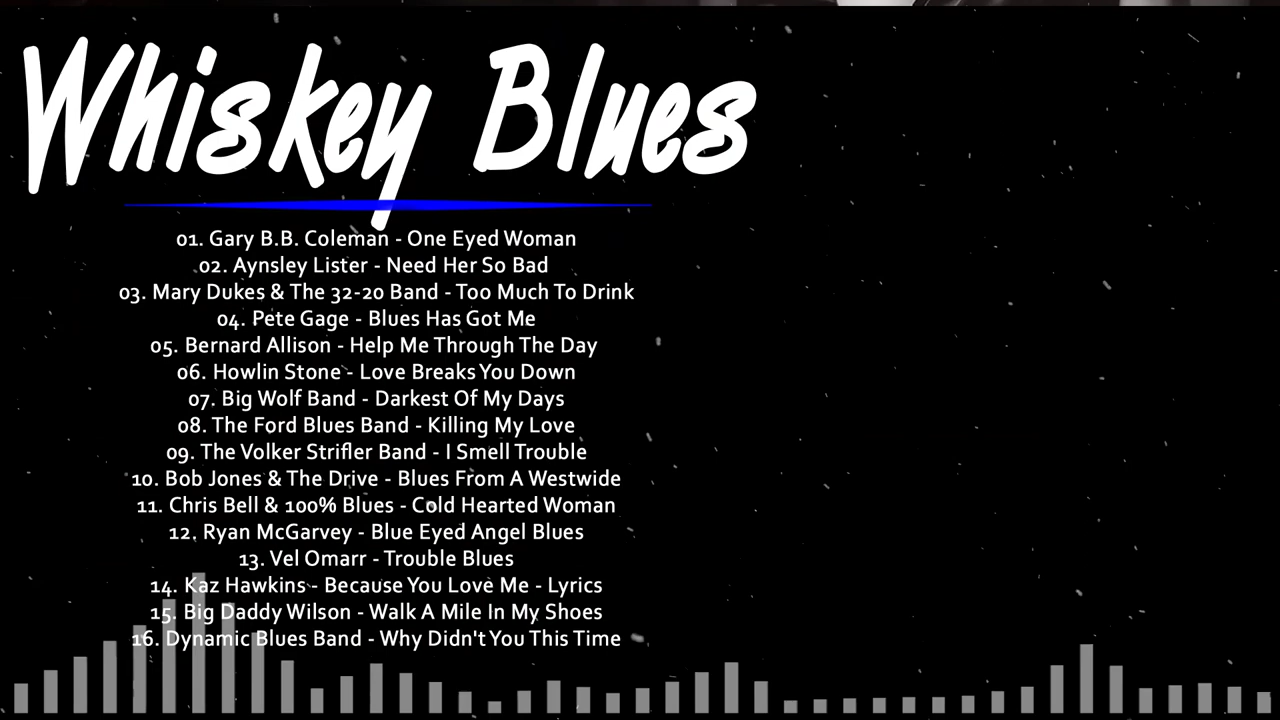 Whiskey Blues
01. Gary B.B. Coleman - One Eyed Woman
02. Aynsley Lister - Need Her So Bad
03. Mary Dukes & The 32-20 Band - Too Much To Drink
04. Pete Gage - Blues Has Got Me
05. Bernard Allison - Help Me Through The Day
06. Howlin Stone - Love Breaks You Down
07. Big Wolf Band - Darkest Of My Days
08. The Ford Blues Band - Killing My Love
09. The Volker Strifler Band - I Smell Trouble
10. Bob Jones & The Drive - Blues From A Westwide
11. Chris Bell & 100% Blues - Cold Hearted Woman
12. Ryan McGarvey - Blue Eyed Angel Blues
13. Vel Omarr - Trouble Blues
14. Kaz Hawkins - Because You Love Me - Lyrics
15. Big Daddy Wilson - Walk A Mile In My Shoes
16. Dynamic Blues Band - Why Didn't You This Time